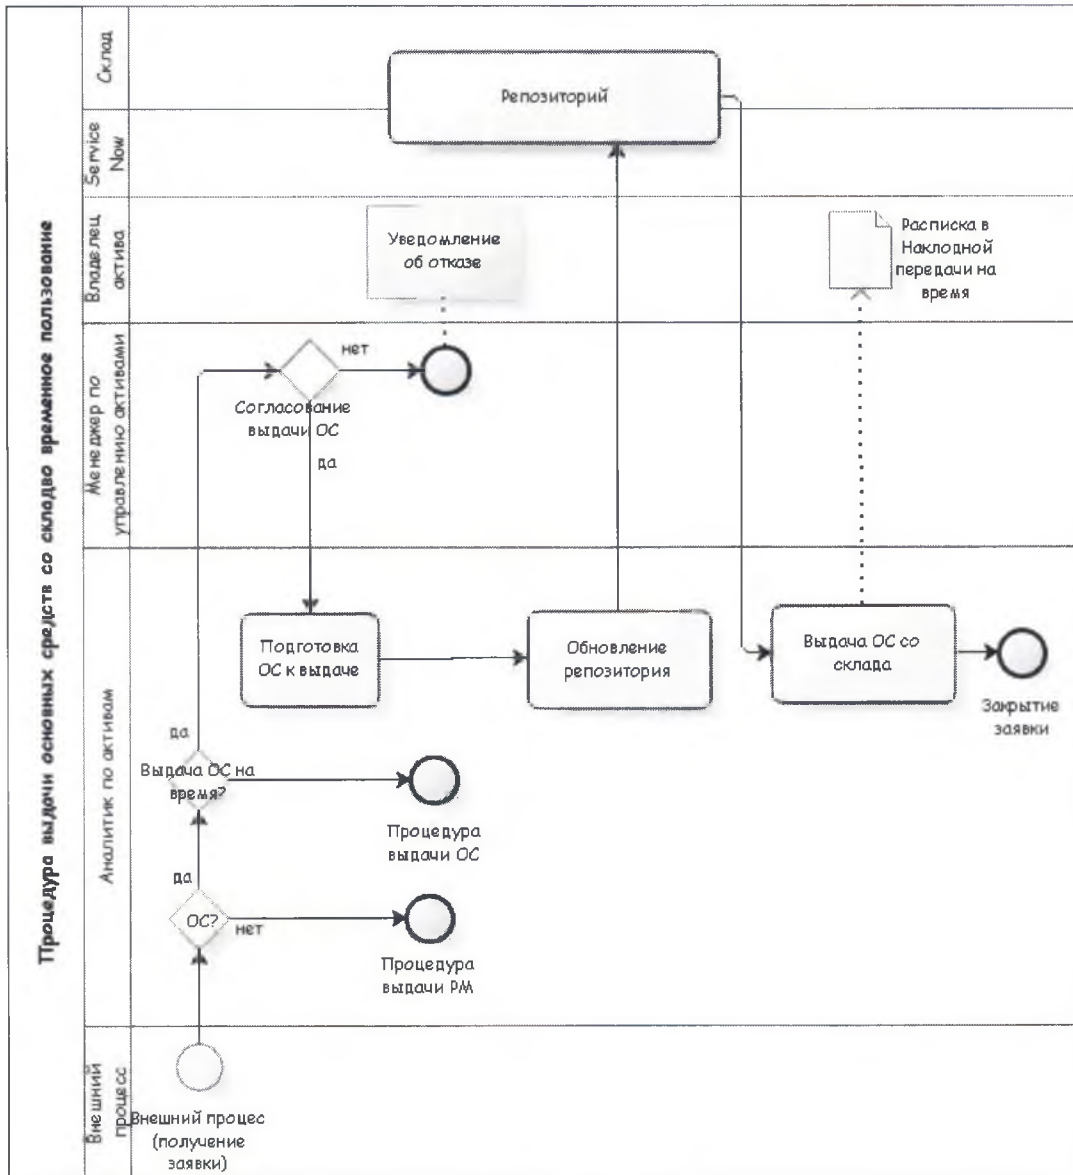 Процедура выдачи основных средств со складво временное пользование
Склад
Репозиторий
Service
Now
Владелец
актива
Уведомление
об отказе
Расписка в
Наклодной
передачи на
время
Менеджер по
управлению активами
нет
Согласование
выдачи ОС
да
Аналитик по активам
Подготовка
ОС к выдаче
Обновление
репозитория
Выдача ОС со
склада
Закрытие
заявки
да
Выдача ОС на
время?
Процедура
выдачи ОС
да
ОС?
нет
Процедура
выдачи РМ
Внешний
процесс
Внешний процес
(получение
заявки)